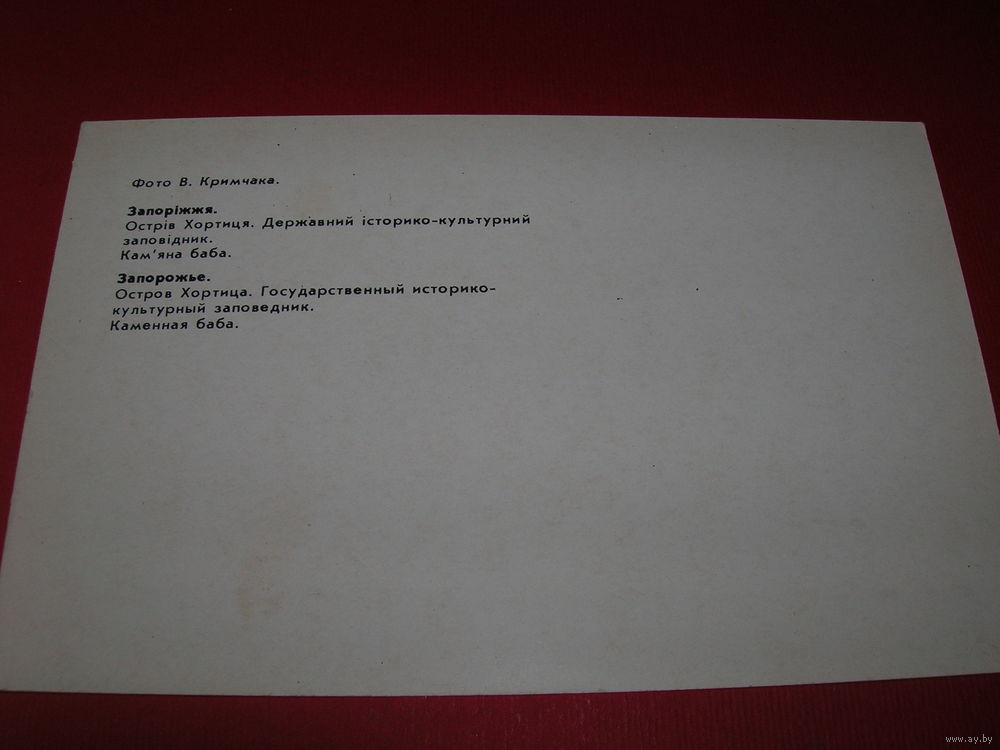 Фото В. Кримчака.
Запоріжжя.
Острів Хортиця. Державний історико-культурний
заповідник.
Кам'яна баба.
Запорожье.
Остров Хортица. Государственный историко-
культурный заповедник.
Каменная баба.
www.ay.by